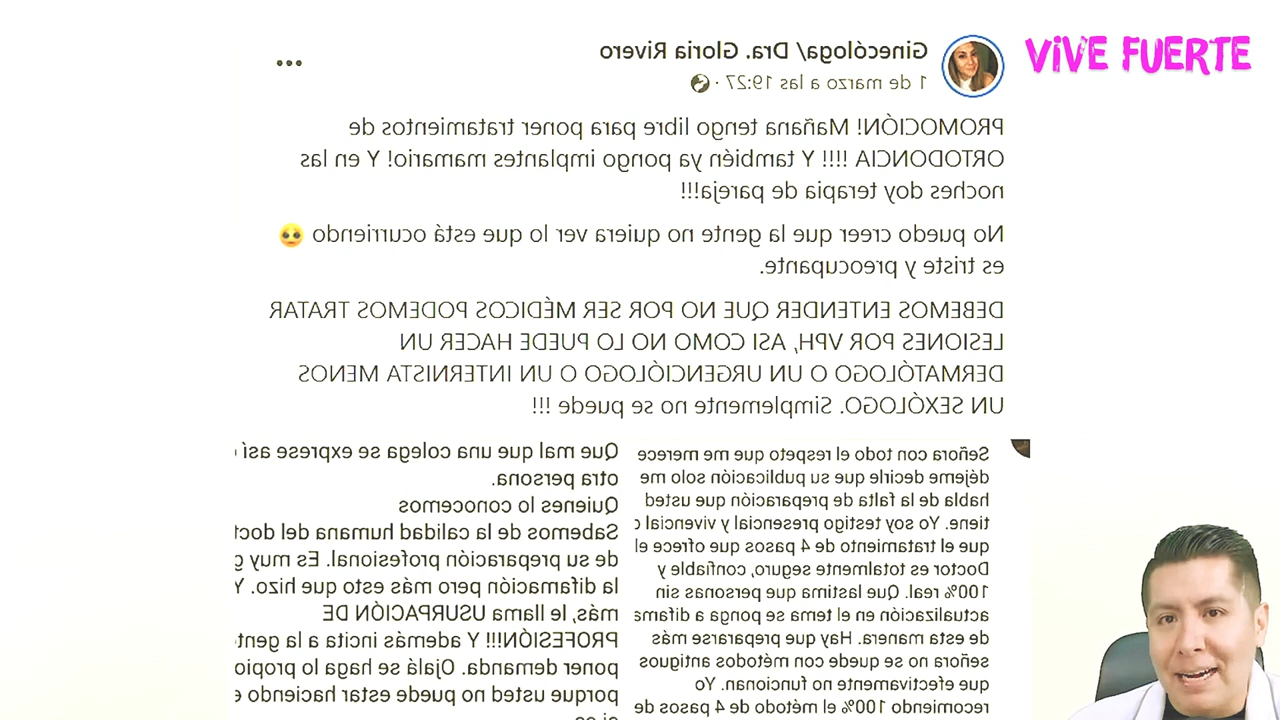 VIVE FUERTE
Ginecóloga/ Dra. Gloria Rivero
1 de marzo a las 19:27 ·
PROMOCIÓN! Mañana tengo libre para poner tratamientos de
ORTODONCIA !!!! Y también ya pongo implantes mamario! Y en las
noches doy terapia de pareja!!!
No puedo creer que la gente no quiera ver lo que está ocurriendo
es triste y preocupante.
DEBEMOS ENTENDER QUE NO POR SER MÉDICOS PODEMOS TRATAR
LESIONES POR VPH, ASI COMO NO LO PUEDE HACER UN
DERMATÓLOGO O UN URGENCIÓLOGO O UN INTERNISTA MENOS
UN SEXÓLOGO. Simplemente no se puede !!!
Señora con todo el respeto que me merece
déjeme decirle que su publicación solo me
habla de la falta de preparación que usted
tiene. Yo soy testigo presencial y vivencial
que el tratamiento de 4 pasos que ofrece el
Doctor es totalmente seguro, confiable y
100% real. Que lastima que personas sin
actualización en el tema se ponga a difama
de esta manera. Hay que prepararse más
señora no se quede con métodos antiguos
que efectivamente no funcionan. Yo
recomiendo 100% el método de 4 pasos de
Que mal que una colega se exprese así
otra persona.
Quienes lo conocemos
Sabemos de la calidad humana del doct
de su preparación profesional. Es muy g
la difamación pero más esto que hizo. Y
más, le llama USURPACIÓN DE
PROFESIÓN!!! Y además incita a la gent
poner demanda. Ojalá se haga lo propio
porque usted no puede estar haciendo e